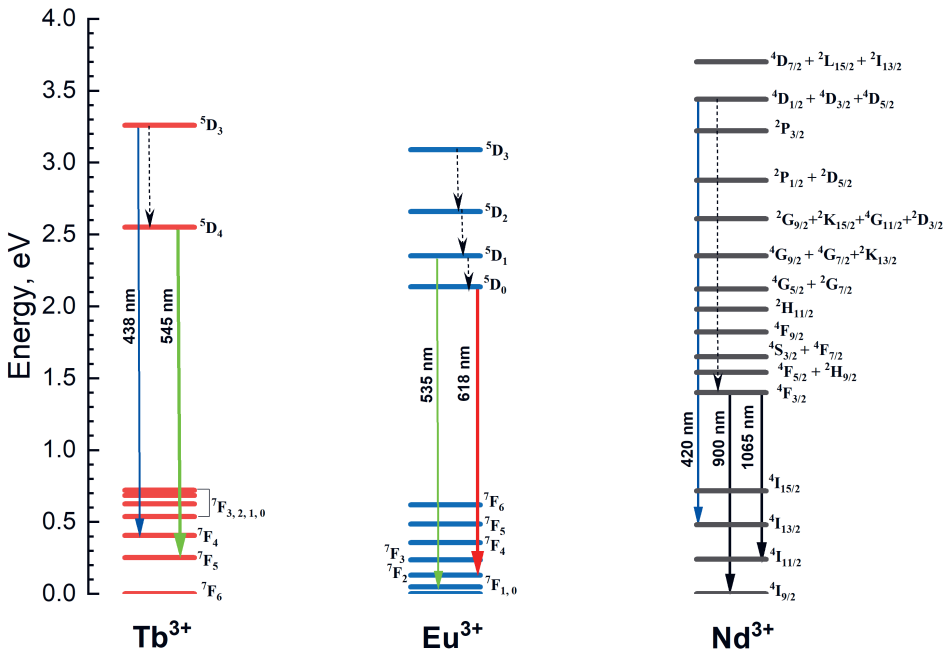 Energy, eV
4.0
3.5
3.0
2.5
2.0
1.5
1.0
0.5
0.0
⁵D₃
⁵D₄
438 nm
545 nm
⁷F₃, ₂, ₁, ₀
⁷F₄
⁷F₅
⁷F₆
Tb³⁺
⁵D₃
⁵D₂
⁵D₁
⁵D₀
535 nm
618 nm
⁷F₆
⁷F₅
⁷F₄
⁷F₃
⁷F₂
⁷F₁, ₀
Eu³⁺
⁴D₇/₂ + ²L₁₅/₂ + ²I₁₃/₂
⁴D₁/₂ + ⁴D₃/₂ +⁴D₅/₂
²P₃/₂
²P₁/₂ + ²D₅/₂
²G₉/₂+²K₁₅/₂+⁴G₁₁/₂+²D₃/₂
⁴G₉/₂ + ⁴G₇/₂+²K₁₃/₂
⁴G₅/₂ + ²G₇/₂
²H₁₁/₂
⁴F₉/₂
⁴S₃/₂ + ⁴F₇/₂
⁴F₅/₂ + ²H₉/₂
⁴F₃/₂
420 nm
900 nm
1065 nm
⁴I₁₅/₂
⁴I₁₃/₂
⁴I₁₁/₂
⁴I₉/₂
Nd³⁺